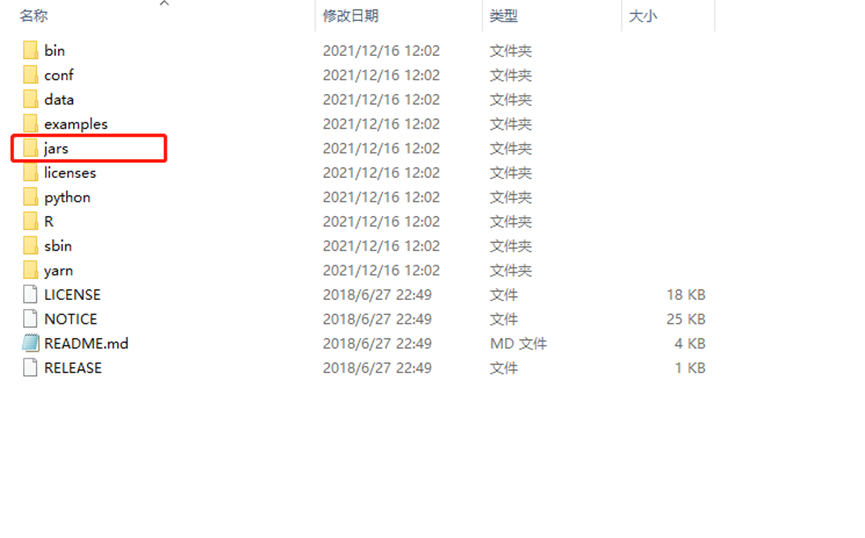 名称 修改日期 类型 大小
bin 2021/12/16 12:02 文件夹
conf 2021/12/16 12:02 文件夹
data 2021/12/16 12:02 文件夹
examples 2021/12/16 12:02 文件夹
jars 2021/12/16 12:02 文件夹
licenses 2021/12/16 12:02 文件夹
python 2021/12/16 12:02 文件夹
R 2021/12/16 12:02 文件夹
sbin 2021/12/16 12:02 文件夹
yarn 2021/12/16 12:02 文件夹
LICENSE 2018/6/27 22:49 文件 18 KB
NOTICE 2018/6/27 22:49 文件 25 KB
README.md 2018/6/27 22:49 MD 文件 4 KB
RELEASE 2018/6/27 22:49 文件 1 KB